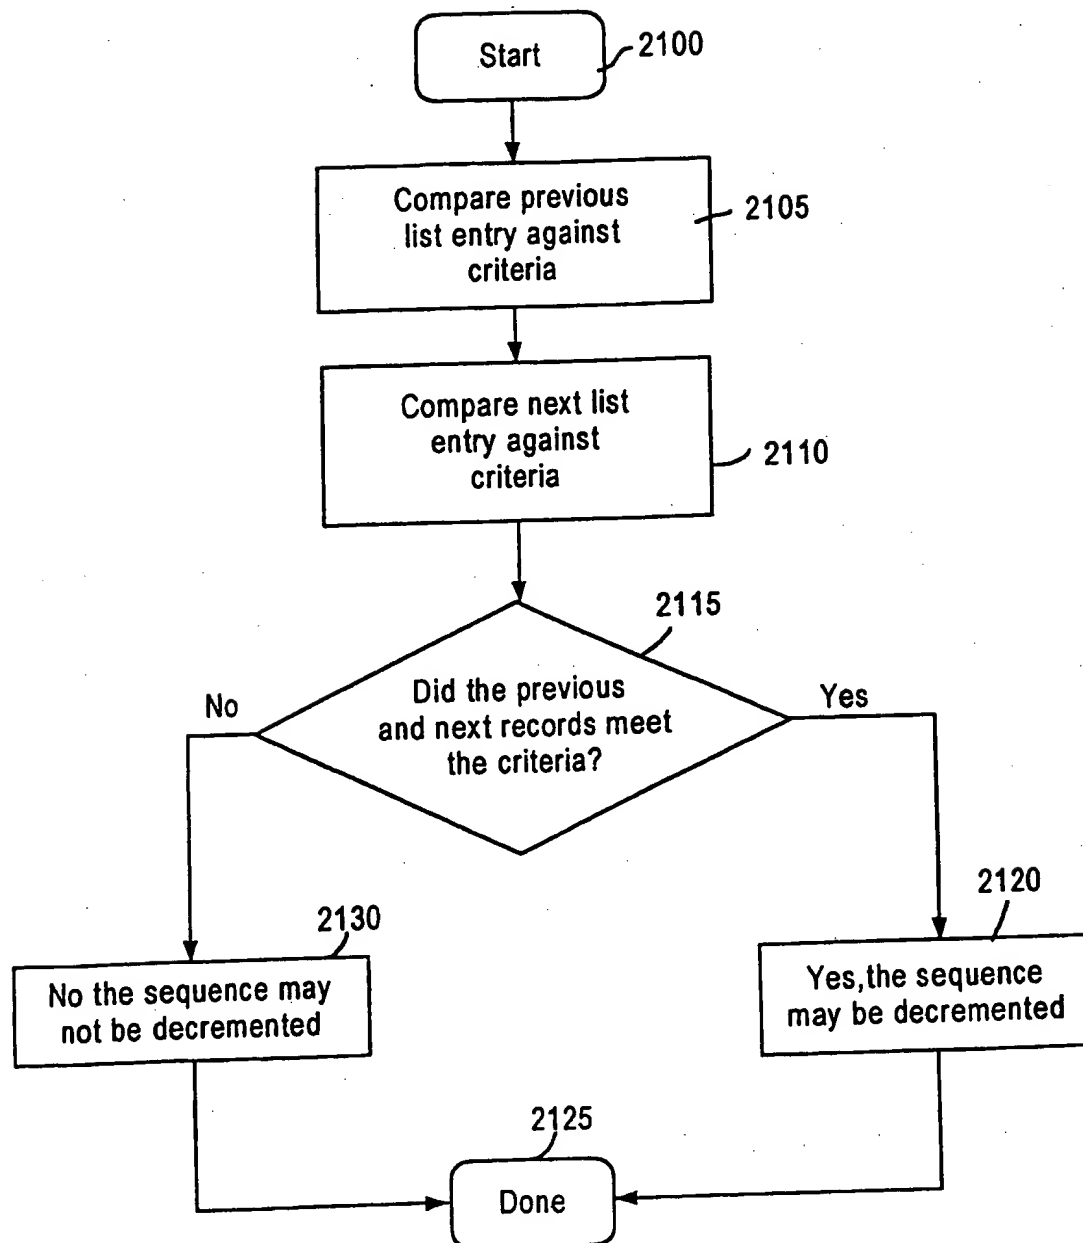 Start
2100
Compare previous
list entry against
criteria
2105
Compare next list
entry against
criteria
2110
2115
Did the previous
and next records meet
the criteria?
No
Yes
2130
No the sequence may
not be decremented
2120
Yes,the sequence
may be decremented
2125
Done